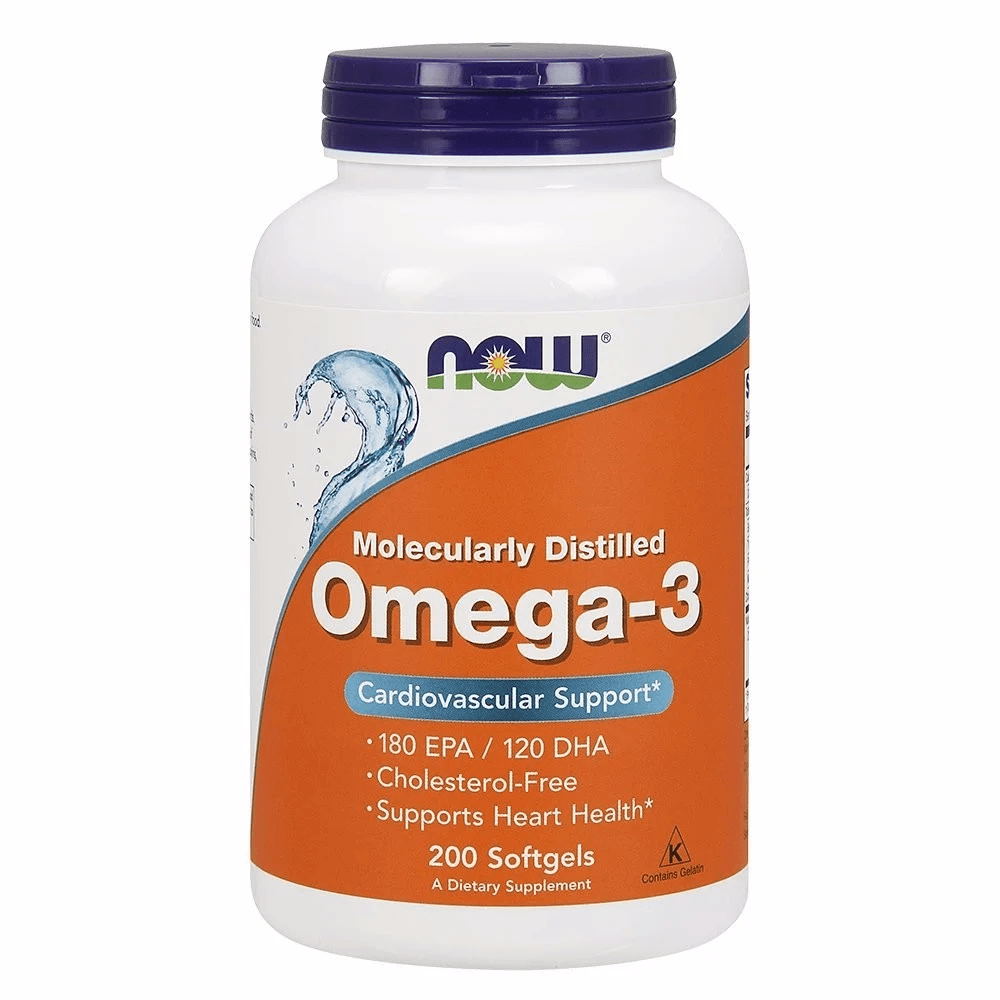 now®
Molecularly Distilled
Omega-3
Cardiovascular Support*
• 180 EPA / 120 DHA
• Cholesterol-Free
• Supports Heart Health*
200 Softgels
A Dietary Supplement
K
Contains Gelatin
food